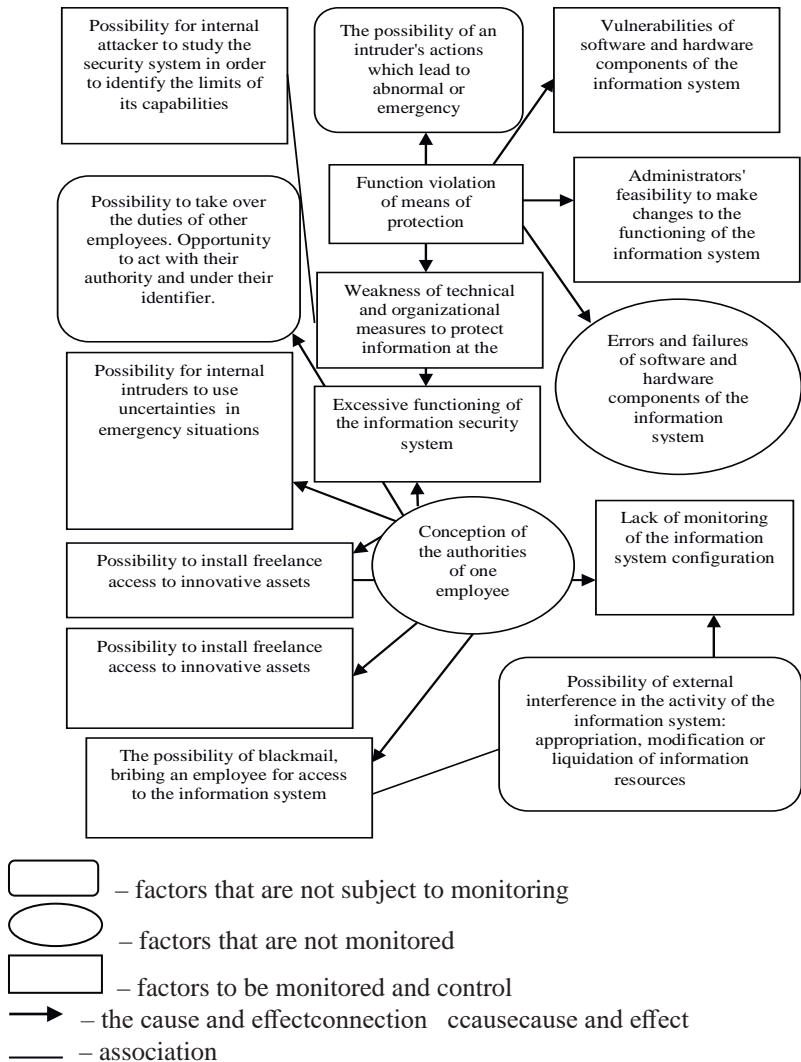 Possibility for internal
attacker to study the
security system in order
to identify the limits of
its capabilities
The possibility of an
intruder's actions
which lead to
abnormal or
emergency
Vulnerabilities of
software and hardware
components of the
information system
Function violation
of means of
protection
Administrators'
feasibility to make
changes to the
functioning of the
information system
Possibility to take over
the duties of other
employees. Opportunity
to act with their
authority and under their
identifier.
Weakness of technical
and organizational
measures to protect
information at the
Errors and failures
of software and
hardware
components of the
information
system
Possibility for internal
intruders to use
uncertainties in
emergency situations
Excessive functioning of
the information security
system
Conception of
the authorities
of one
employee
Lack of monitoring
of the information
system configuration
Possibility to install freelance
access to innovative assets
Possibility to install freelance
access to innovative assets
Possibility of external
interference in the activity of the
information system:
appropriation, modification or
liquidation of information
resources
The possibility of blackmail,
bribing an employee for access
to the information system
– factors that are not subject to monitoring
– factors that are not monitored
– factors to be monitored and control
– the cause and effectconnection ccausecause and effect
– association